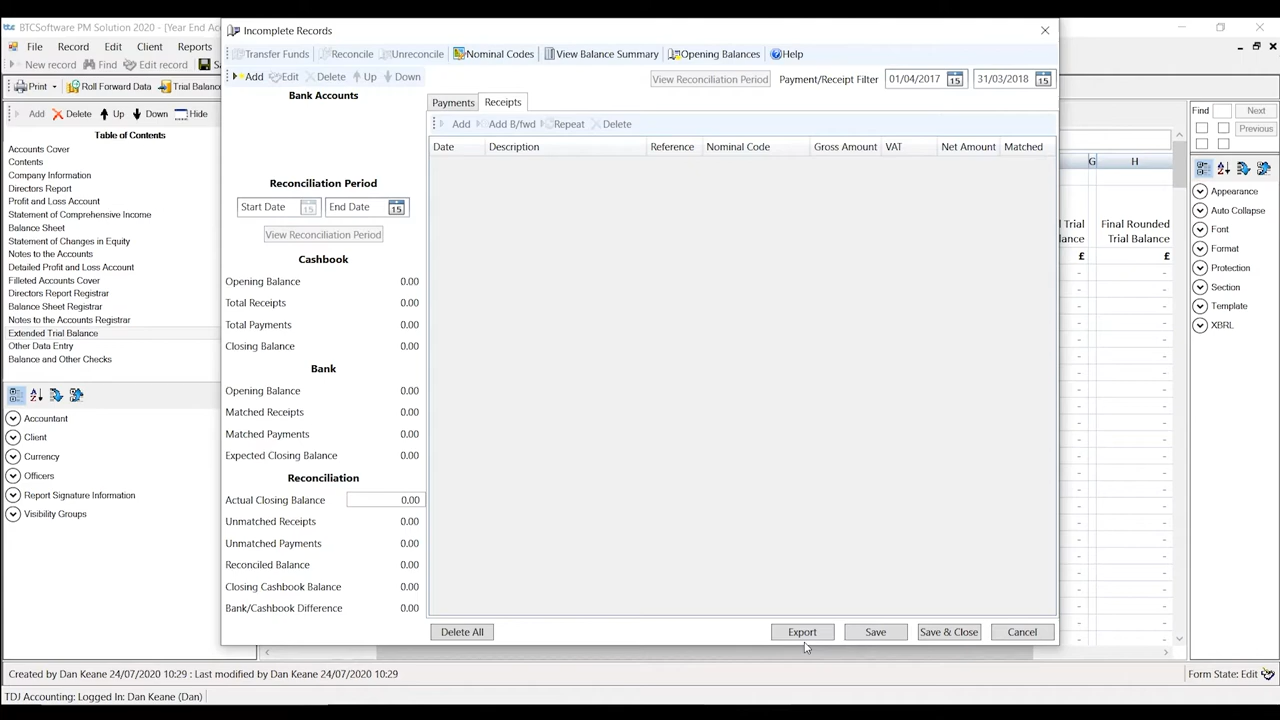 BTCSoftware PM Solution 2020 - [Year End Acc
File Record Edit Client Reports
New record Find Edit record
Print Roll Forward Data Trial Balance
Add Delete Up Down Hide
Table of Contents
Accounts Cover
Contents
Company Information
Directors Report
Profit and Loss Account
Statement of Comprehensive Income
Balance Sheet
Statement of Changes in Equity
Notes to the Accounts
Detailed Profit and Loss Account
Filleted Accounts Cover
Directors Report Registrar
Balance Sheet Registrar
Notes to the Accounts Registrar
Extended Trial Balance
Other Data Entry
Balance and Other Checks
Accountant
Client
Currency
Officers
Report Signature Information
Visibility Groups
Incomplete Records
Transfer Funds Reconcile Unreconcile Nominal Codes View Balance Summary Opening Balances Help
Add Edit Delete Up Down
View Reconciliation Period Payment/Receipt Filter 01/04/2017 15 31/03/2018 15
Bank Accounts
Reconciliation Period
Start Date 15 End Date 15
View Reconciliation Period
Cashbook
Opening Balance 0.00
Total Receipts 0.00
Total Payments 0.00
Closing Balance 0.00
Bank
Opening Balance 0.00
Matched Receipts 0.00
Matched Payments 0.00
Expected Closing Balance 0.00
Reconciliation
Actual Closing Balance 0.00
Unmatched Receipts 0.00
Unmatched Payments 0.00
Reconciled Balance 0.00
Closing Cashbook Balance 0.00
Bank/Cashbook Difference 0.00
Payments Receipts
Add Add B/fwd Repeat Delete
Date Description Reference Nominal Code Gross Amount VAT Net Amount Matched
Delete All Export Save Save & Close Cancel
G H
Final Rounded
Trial Balance
£ £
Find Next
Previous
Appearance
Auto Collapse
Font
Format
Protection
Section
Template
XBRL
Created by Dan Keane 24/07/2020 10:29 : Last modified by Dan Keane 24/07/2020 10:29
Form State: Edit
TDJ Accounting: Logged In: Dan Keane (Dan)